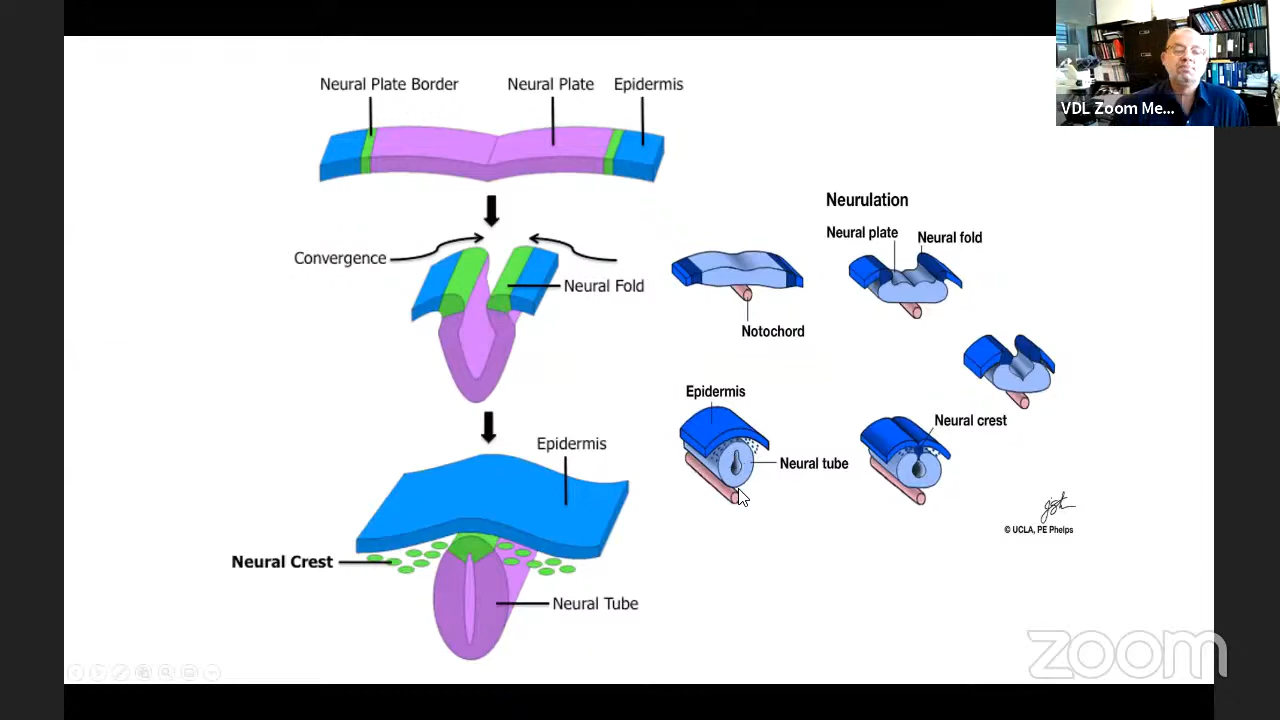 Neural Plate Border
Neural Plate
Epidermis
VDL Zoom Me...
Convergence
Neural Fold
Neurulation
Neural plate
Neural fold
Notochord
Epidermis
Neural crest
Neural tube
Epidermis
Neural Crest
Neural Tube
© UCLA, PE Phelps
zoom